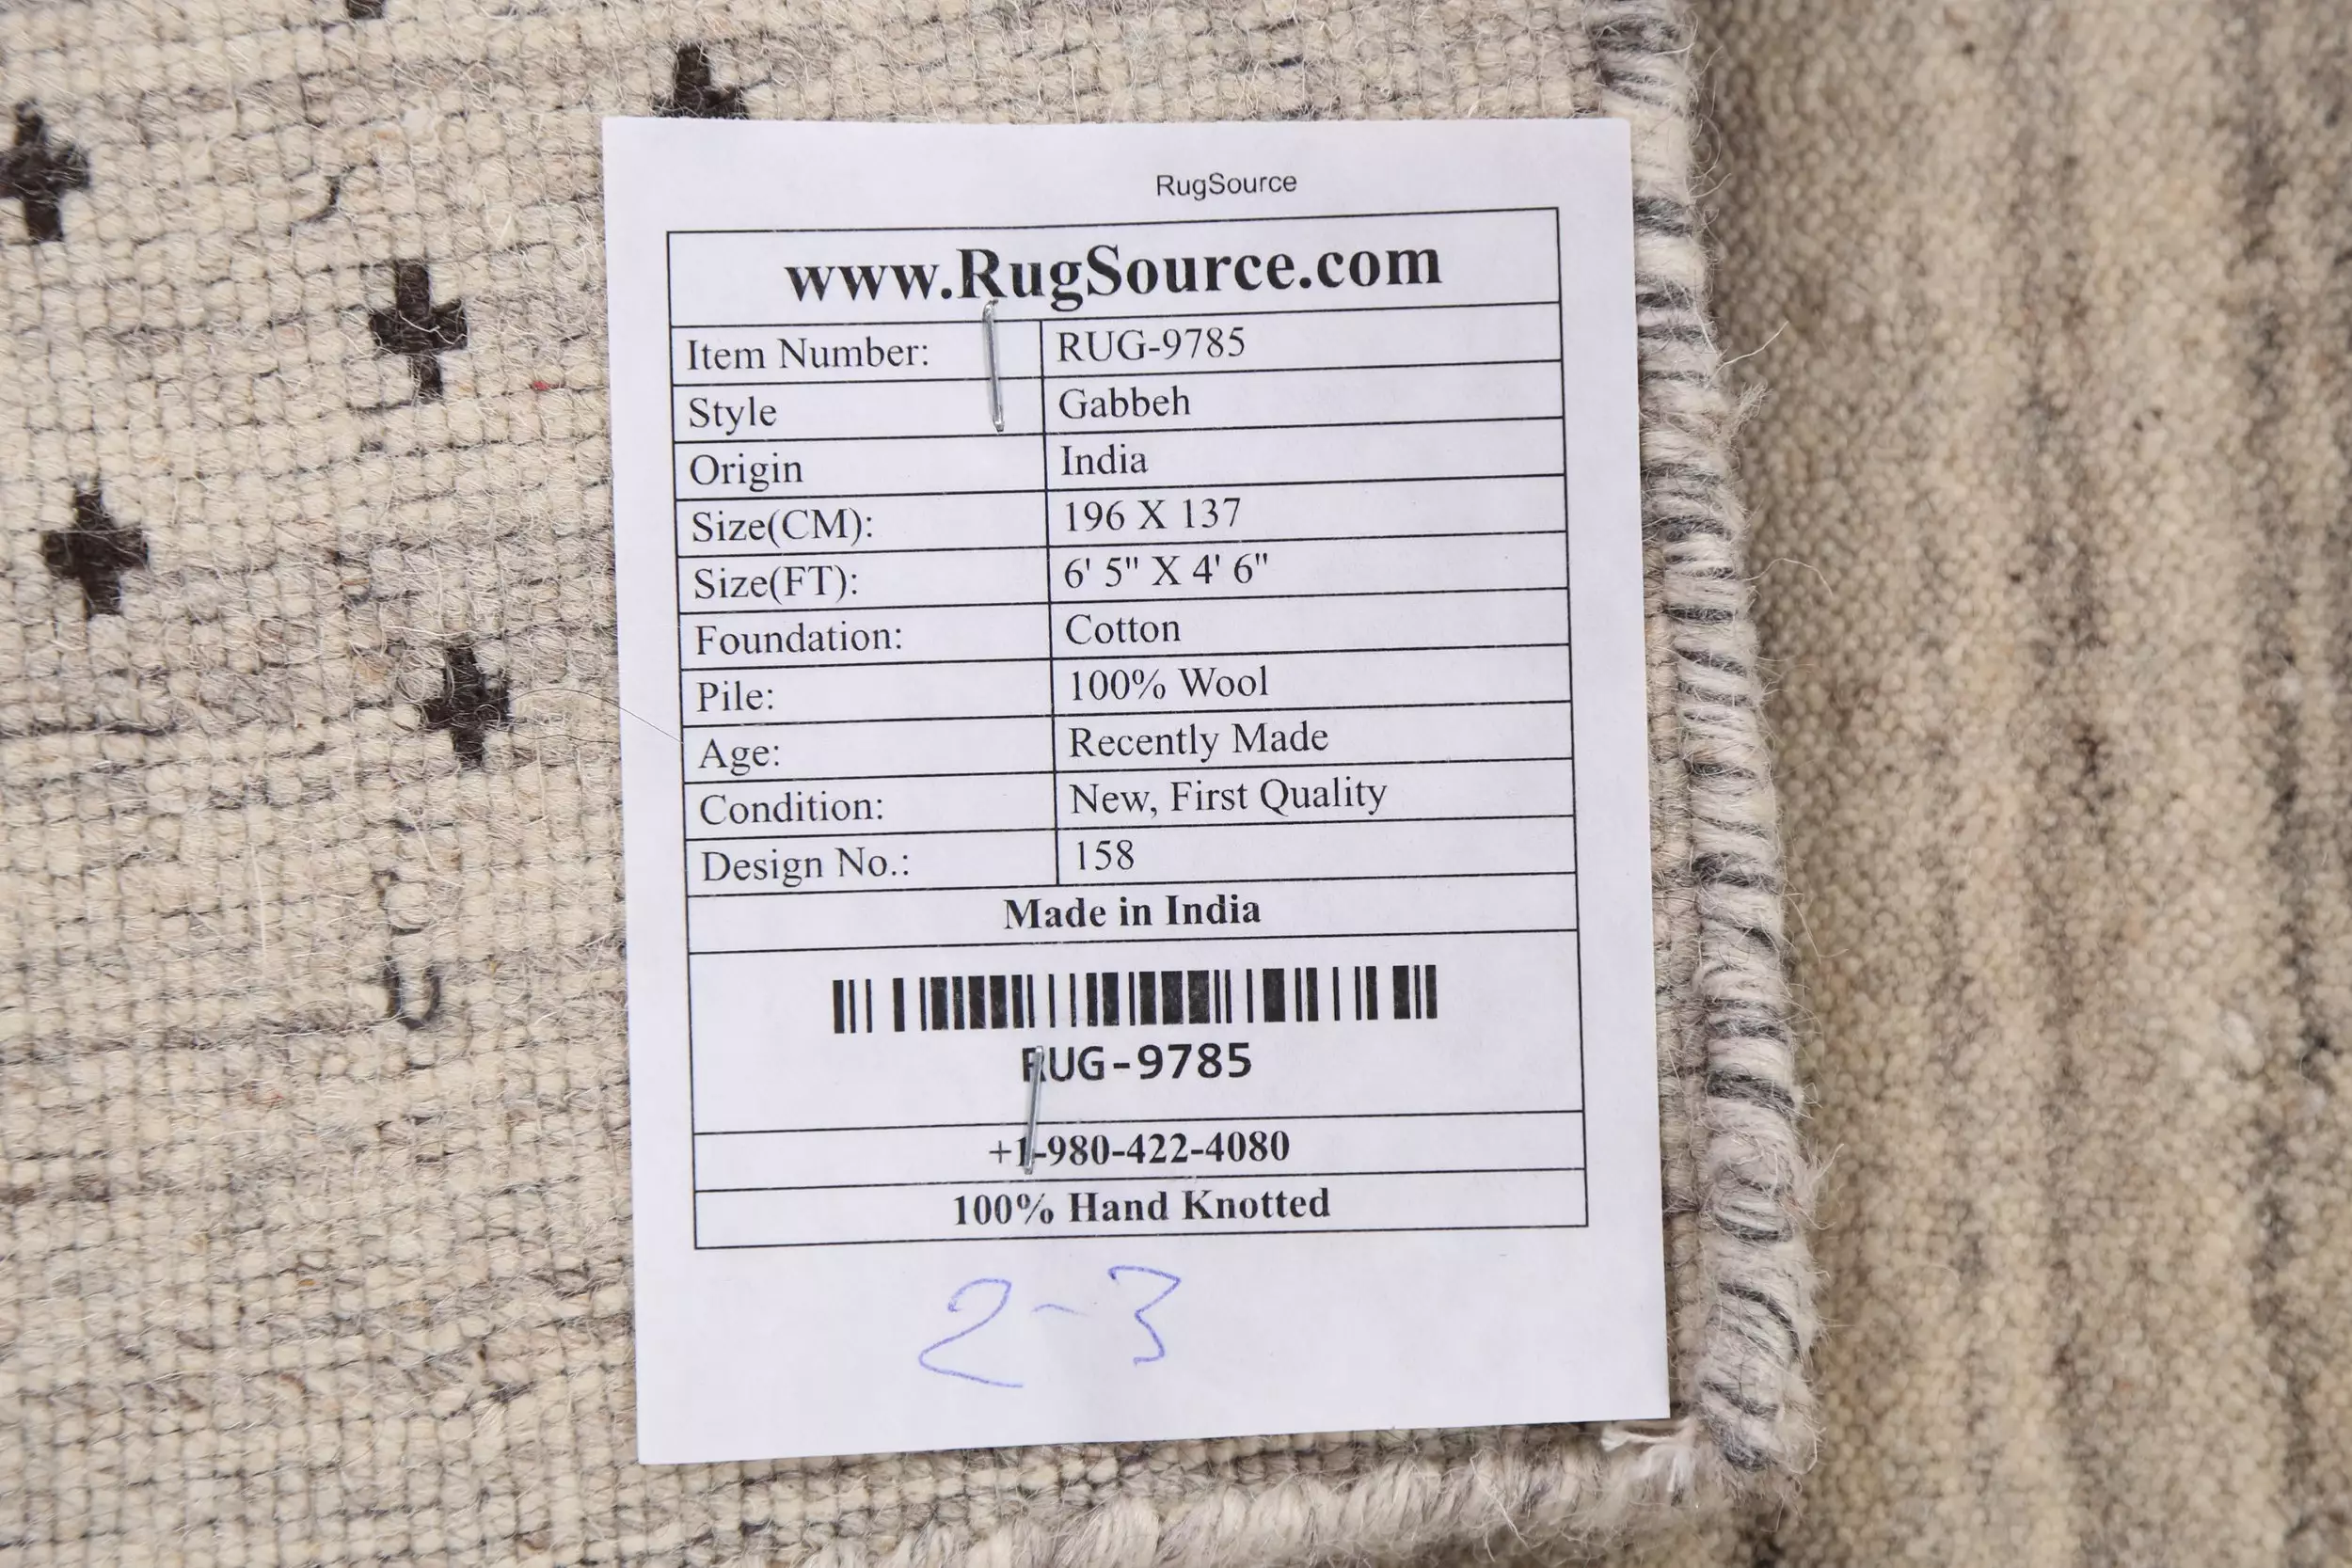 RugSource
www.RugSource.com
Item Number: RUG-9785
Style Gabbeh
Origin India
Size(CM): 196 X 137
Size(FT): 6' 5" X 4' 6"
Foundation: Cotton
Pile: 100% Wool
Age: Recently Made
Condition: New, First Quality
Design No.: 158
Made in India
RUG-9785
+1-980-422-4080
100% Hand Knotted
2-3